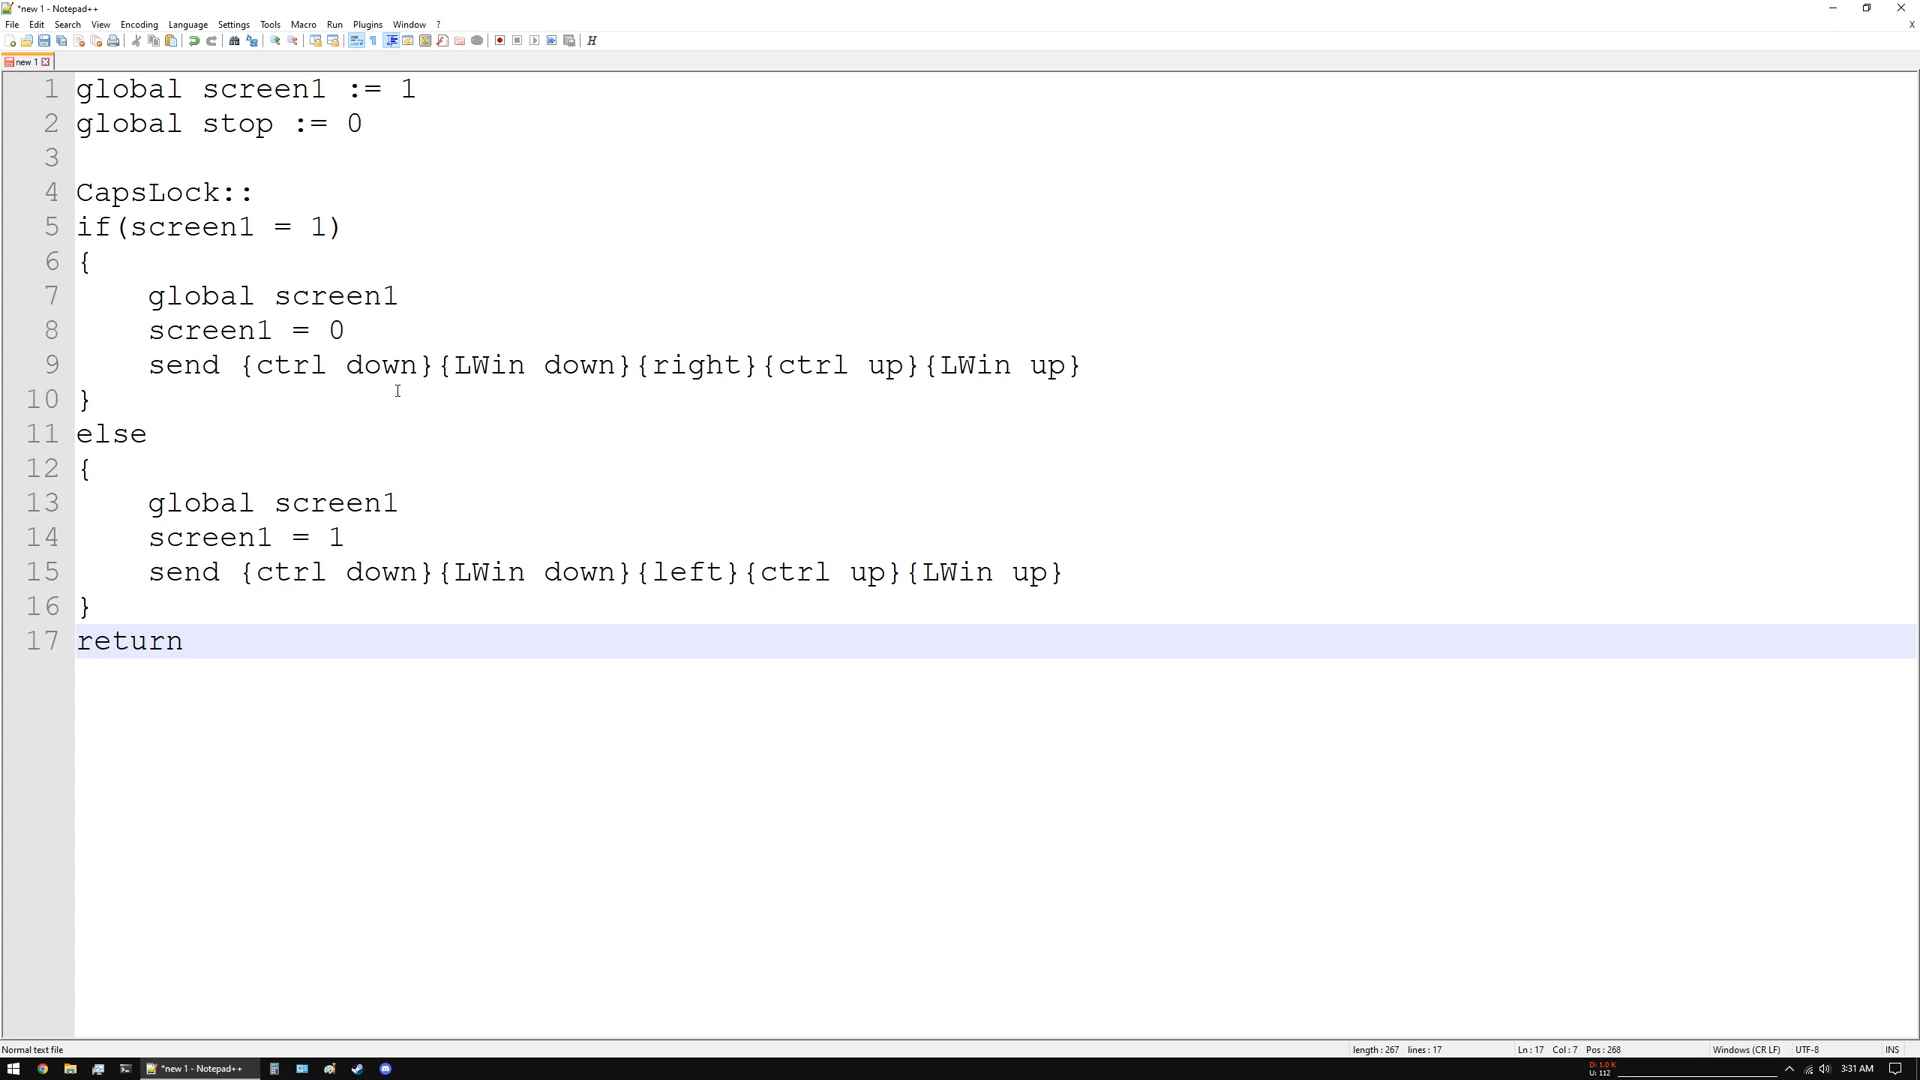 *new 1 - Notepad++
File Edit Search View Encoding Language Settings Tools Macro Run Plugins Window ?
X
new 1
1 global screen1 := 1
2 global stop := 0
3
4 CapsLock::
5 if(screen1 = 1)
6 {
7 global screen1
8 screen1 = 0
9 send {ctrl down}{LWin down}{right}{ctrl up}{LWin up}
10 }
11 else
12 {
13 global screen1
14 screen1 = 1
15 send {ctrl down}{LWin down}{left}{ctrl up}{LWin up}
16 }
17 return
Normal text file length : 267 lines : 17 Ln : 17 Col : 7 Pos : 268 Windows (CR LF) UTF-8 INS
*new 1 - Notepad++ D: 1.0 K 3:31 AM
U: 112